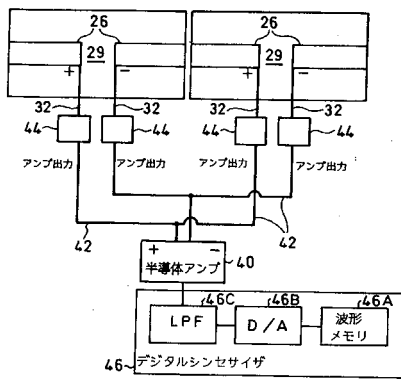 26 26
29 29
+ − + −
32 32 32 32
44 44 44 44
アンプ出力 アンプ出力 アンプ出力 アンプ出力
42 42
+ −
半導体アンプ 40
46C 46B 46A
LPF D/A 波形
メモリ
46 デジタルシンセサイザ